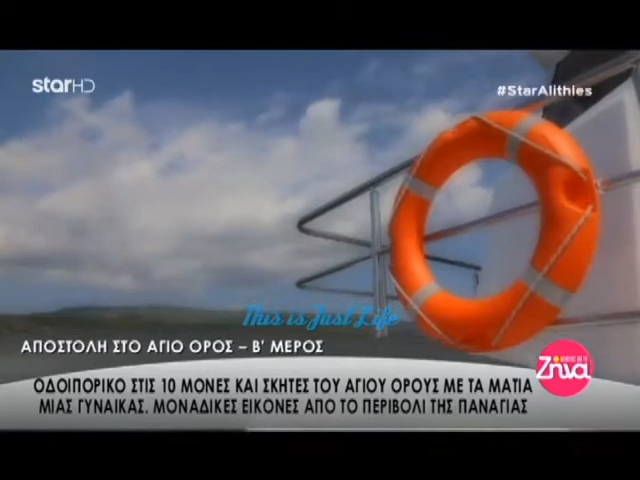 starHD
#StarAlithies
This is Just Life
ΑΠΟΣΤΟΛΗ ΣΤΟ ΑΓΙΟ ΟΡΟΣ – Β' ΜΕΡΟΣ
ΟΔΟΙΠΟΡΙΚΟ ΣΤΙΣ 10 ΜΟΝΕΣ ΚΑΙ ΣΚΗΤΕΣ ΤΟΥ ΑΓΙΟΥ ΟΡΟΥΣ ΜΕ ΤΑ ΜΑΤΙΑ
ΜΙΑΣ ΓΥΝΑΙΚΑΣ. ΜΟΝΑΔΙΚΕΣ ΕΙΚΟΝΕΣ ΑΠΟ ΤΟ ΠΕΡΙΒΟΛΙ ΤΗΣ ΠΑΝΑΓΙΑΣ
Ζήνα